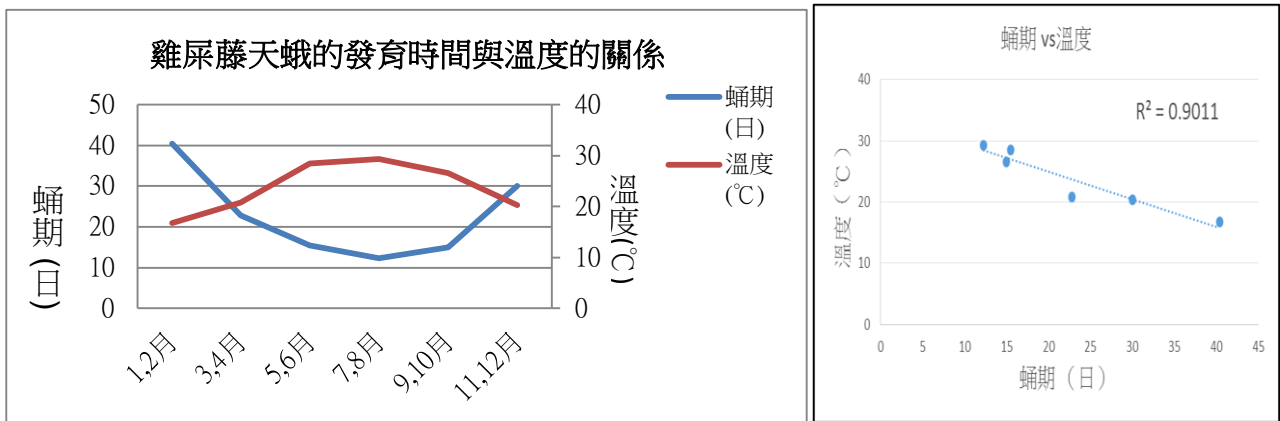 雞屎藤天蛾的發育時間與溫度的關係
蛹期(日)
50
40
30
20
10
0
40
30
20
10
0
溫度(℃)
1,2月
3,4月
5,6月
7,8月
9,10月
11,12月
蛹期
(日)
溫度
(℃)
蛹期 vs溫度
R² = 0.9011
溫度（℃）
40
30
20
10
0
0 5 10 15 20 25 30 35 40 45
蛹期（日）